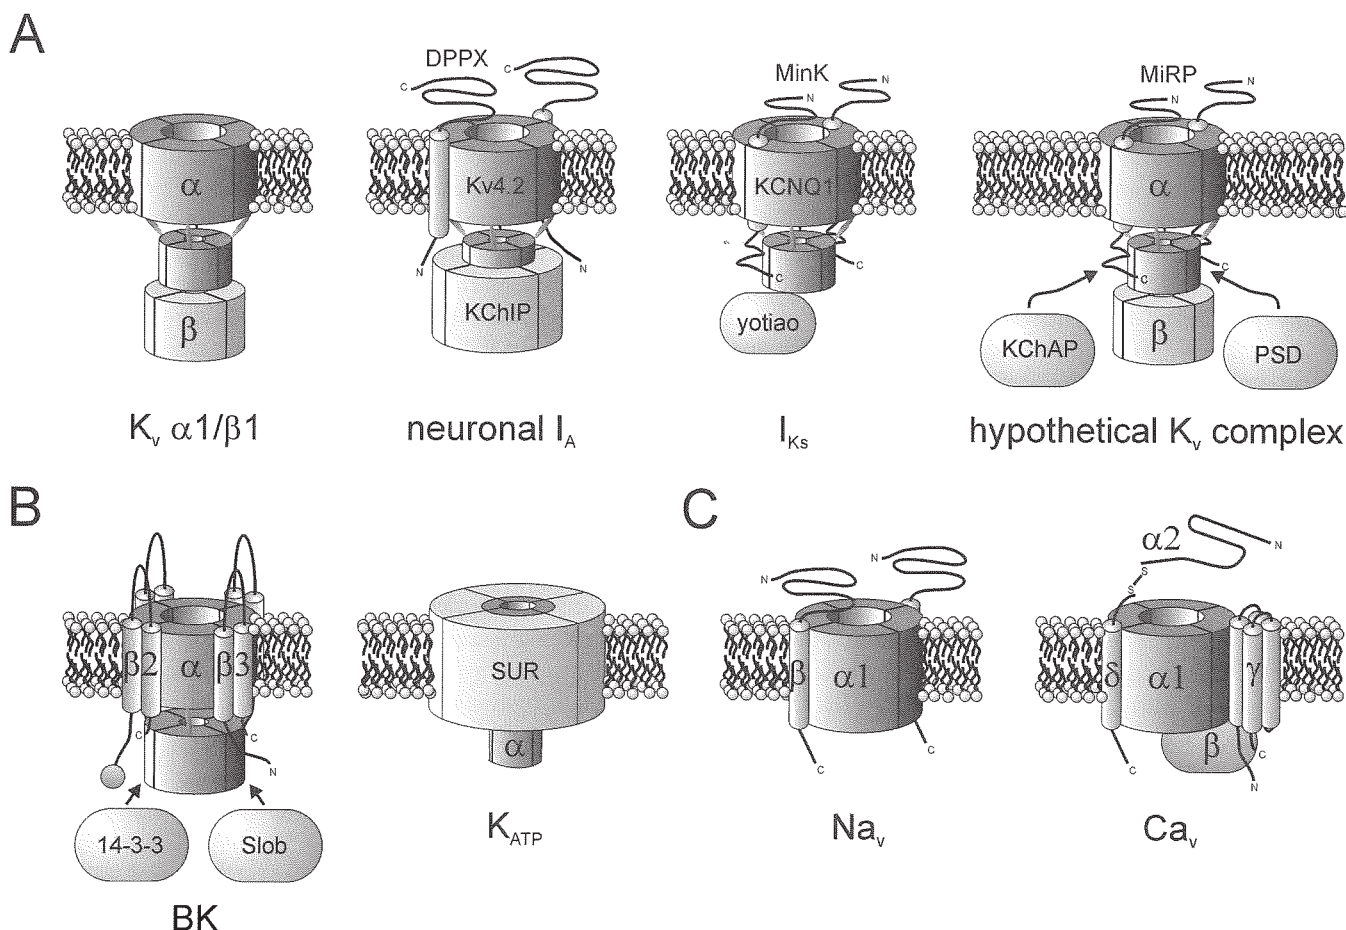 A
DPPX
C
C
α
Kv4.2
N
N
β
KChIP
Kv α1/β1
neuronal IA
MinK
N
N
KCNQ1
C
C
yotiao
IKs
MiRP
N
N
α
C
C
KChAP
β
PSD
hypothetical Kv complex
B
β2
α
β3
C
C
N
14-3-3
Slob
BK
SUR
α
KATP
C
N
N
β
α1
C
C
Nav
α2
N
S
S
δ
α1
γ
β
C
C
N
Cav